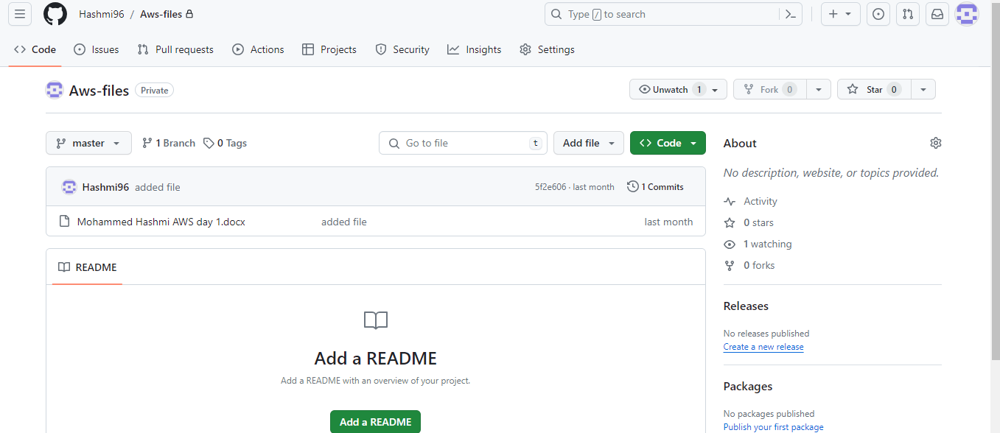 Hashmi96 / Aws-files
Type / to search
Code Issues Pull requests Actions Projects Security Insights Settings
Aws-files Private
Unwatch 1 Fork 0 Star 0
master 1 Branch 0 Tags
Go to file t Add file Code
Hashmi96 added file 5f2e606 · last month 1 Commits
Mohammed Hashmi AWS day 1.docx added file last month
README
Add a README
Add a README with an overview of your project.
Add a README
About
No description, website, or topics provided.
Activity
0 stars
1 watching
0 forks
Releases
No releases published
Create a new release
Packages
No packages published
Publish your first package